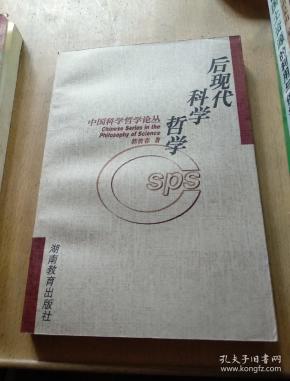 后现代
科学
哲学
中国科学哲学论丛
Chinese Series in the
Philosophy of Science
著
sps
湖南教育出版社
孔夫子旧书网